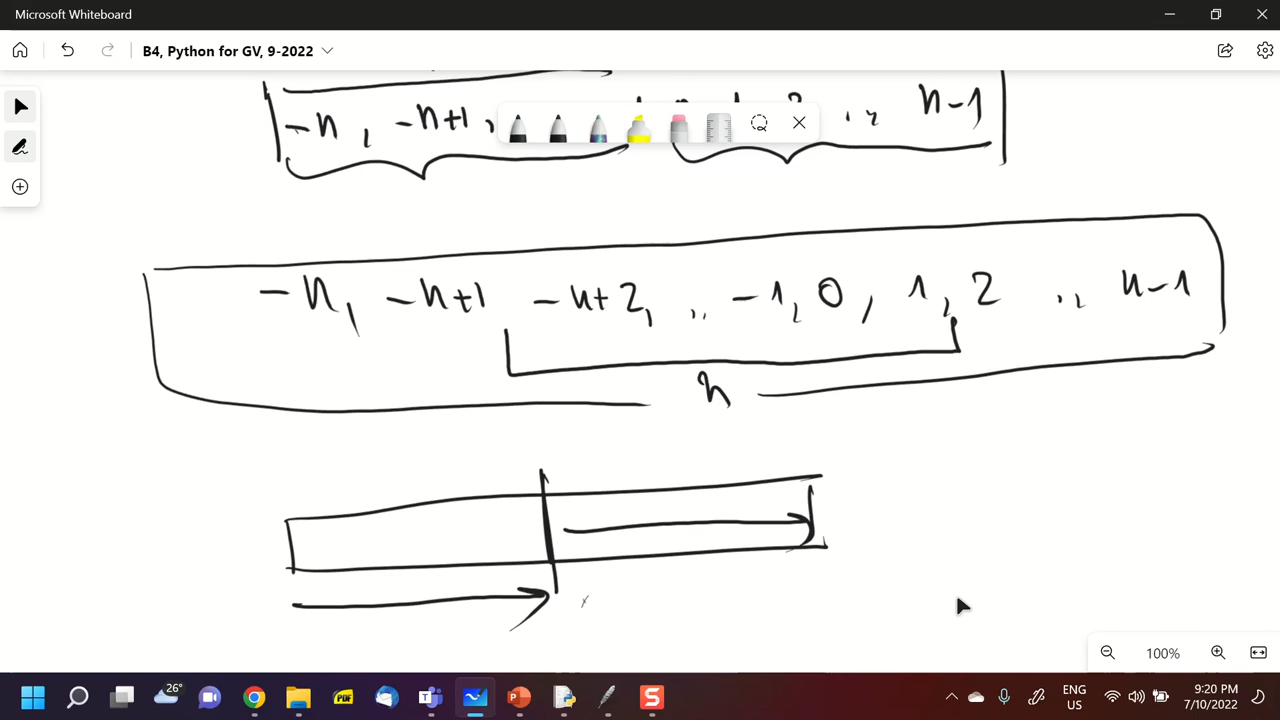 Microsoft Whiteboard
B4, Python for GV, 9-2022
-n, -n+1, .., n-1
-n, -n+1 -n+2, .., -1, 0, 1, 2 .., n-1
n
100%
26°
PDF
ENG
US
9:20 PM
7/10/2022